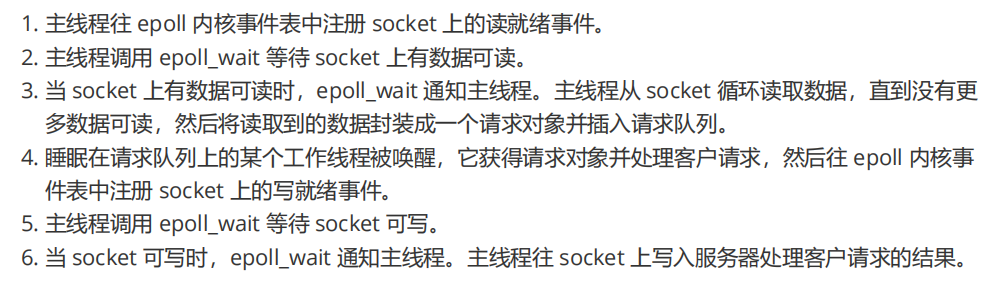 1. 主线程往 epoll 内核事件表中注册 socket 上的读就绪事件。
2. 主线程调用 epoll_wait 等待 socket 上有数据可读。
3. 当 socket 上有数据可读时，epoll_wait 通知主线程。主线程从 socket 循环读取数据，直到没有更
多数据可读，然后将读取到的数据封装成一个请求对象并插入请求队列。
4. 睡眠在请求队列上的某个工作线程被唤醒，它获得请求对象并处理客户请求，然后往 epoll 内核事
件表中注册 socket 上的写就绪事件。
5. 主线程调用 epoll_wait 等待 socket 可写。
6. 当 socket 可写时，epoll_wait 通知主线程。主线程往 socket 上写入服务器处理客户请求的结果。